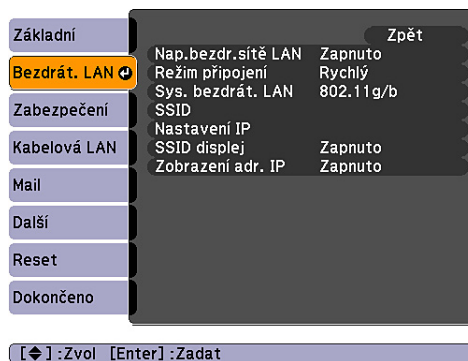 Základní
Bezdrát. LAN
Zabezpečení
Kabelová LAN
Mail
Další
Reset
Dokončeno
Zpět
Nap.bezdr.sítě LAN Zapnuto
Režim připojení Rychlý
Sys. bezdrát. LAN 802.11g/b
SSID
Nastavení IP
SSID displej Zapnuto
Zobrazení adr. IP Zapnuto
[◆] :Zvol [Enter] :Zadat